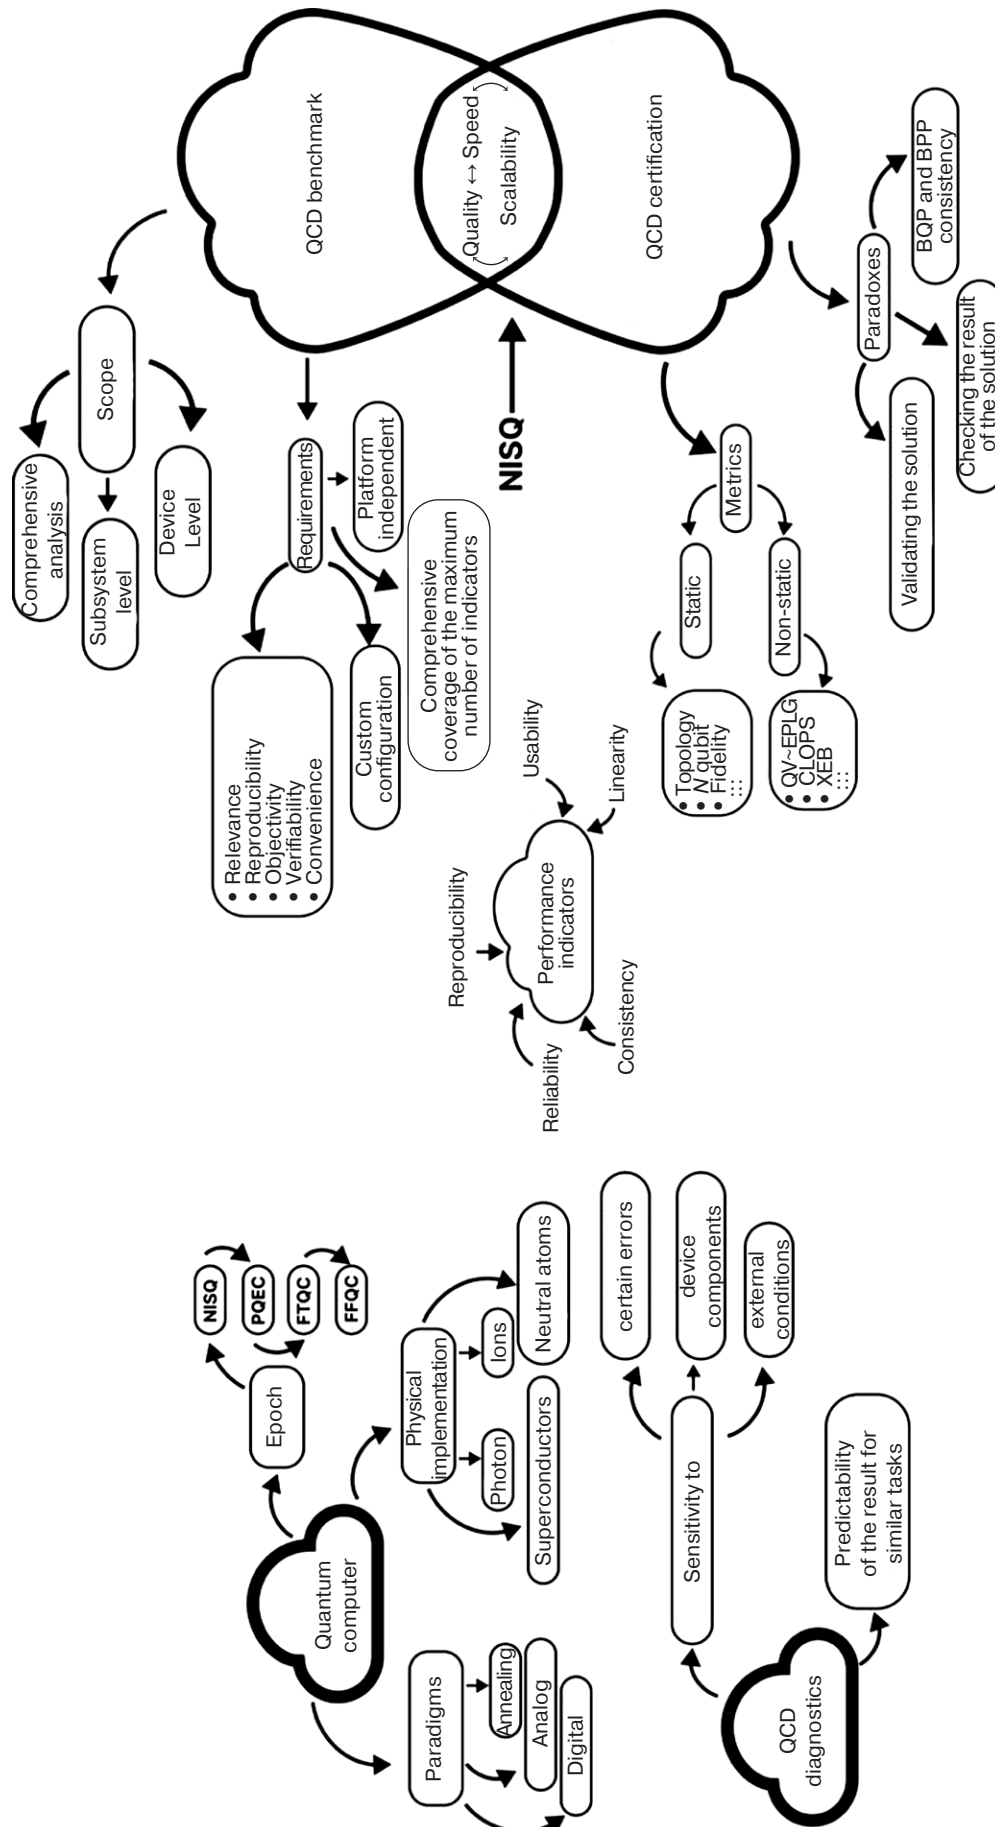 Quantum
computer
Epoch
NISQ
PQEC
FTQC
FFQC
Paradigms
Annealing
Analog
Digital
Physical
implementation
Superconductors
Photon
Ions
Neutral atoms
QCD
diagnostics
Sensitivity to
certain errors
device
components
external
conditions
Predictability
of the result for
similar tasks
Performance
indicators
Reliability
Reproducibility
Usability
Linearity
Consistency
QCD benchmark
Quality ↔ Speed
Scalability
QCD certification
NISQ
Scope
Comprehensive
analysis
Subsystem
level
Device
Level
Requirements
• Relevance
• Reproducibility
• Objectivity
• Verifiability
• Convenience
Custom
configuration
Comprehensive
coverage of the maximum
number of indicators
Platform
independent
Metrics
Static
• Topology
• N qubit
• Fidelity
...
Non-static
• QV~EPLG
• CLOPS
• XEB
...
Paradoxes
Validating the solution
Checking the result
of the solution
BQP and BPP
consistency